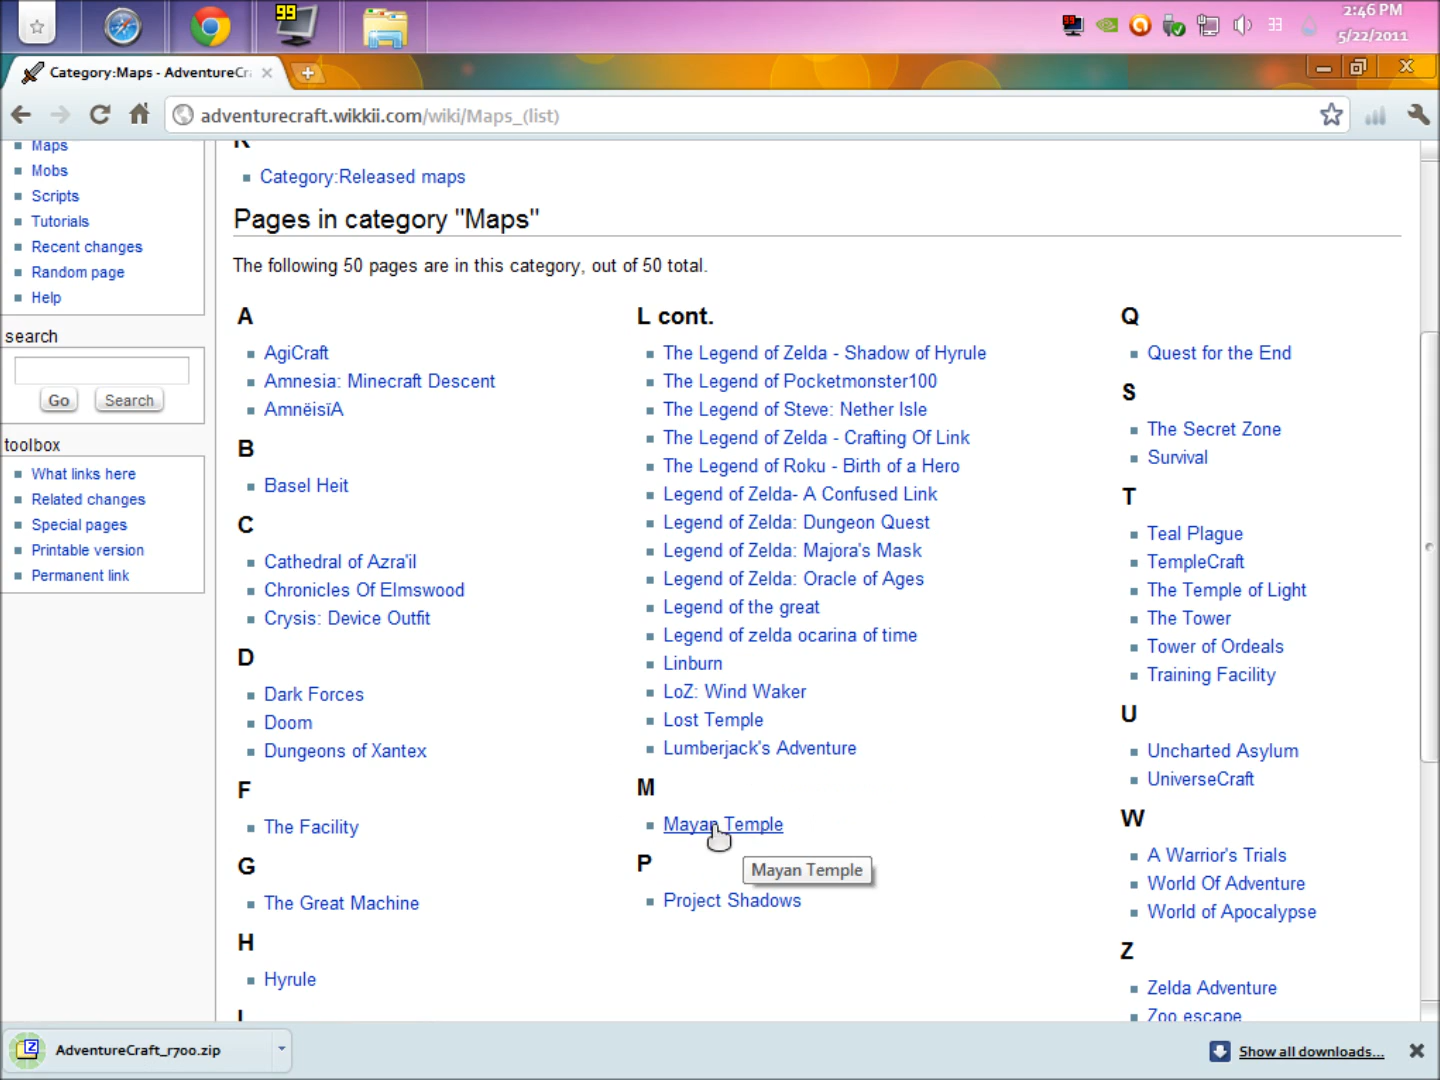 99
99
2:46 PM
5/22/2011
Category:Maps - AdventureCr
adventurecraft.wikkii.com/wiki/Maps_(list)
Maps
Mobs
Scripts
Tutorials
Recent changes
Random page
Help
search
Go
Search
toolbox
What links here
Related changes
Special pages
Printable version
Permanent link
R
Category:Released maps
Pages in category "Maps"
The following 50 pages are in this category, out of 50 total.
A
AgiCraft
Amnesia: Minecraft Descent
AmnëisïA
B
Basel Heit
C
Cathedral of Azra'il
Chronicles Of Elmswood
Crysis: Device Outfit
D
Dark Forces
Doom
Dungeons of Xantex
F
The Facility
G
The Great Machine
H
Hyrule
L cont.
The Legend of Zelda - Shadow of Hyrule
The Legend of Pocketmonster100
The Legend of Steve: Nether Isle
The Legend of Zelda - Crafting Of Link
The Legend of Roku - Birth of a Hero
Legend of Zelda- A Confused Link
Legend of Zelda: Dungeon Quest
Legend of Zelda: Majora's Mask
Legend of Zelda: Oracle of Ages
Legend of the great
Legend of zelda ocarina of time
Linburn
LoZ: Wind Waker
Lost Temple
Lumberjack's Adventure
M
Mayan Temple
Mayan Temple
P
Project Shadows
Q
Quest for the End
S
The Secret Zone
Survival
T
Teal Plague
TempleCraft
The Temple of Light
The Tower
Tower of Ordeals
Training Facility
U
Uncharted Asylum
UniverseCraft
W
A Warrior's Trials
World Of Adventure
World of Apocalypse
Z
Zelda Adventure
Zoo escape
AdventureCraft_r700.zip
Show all downloads...